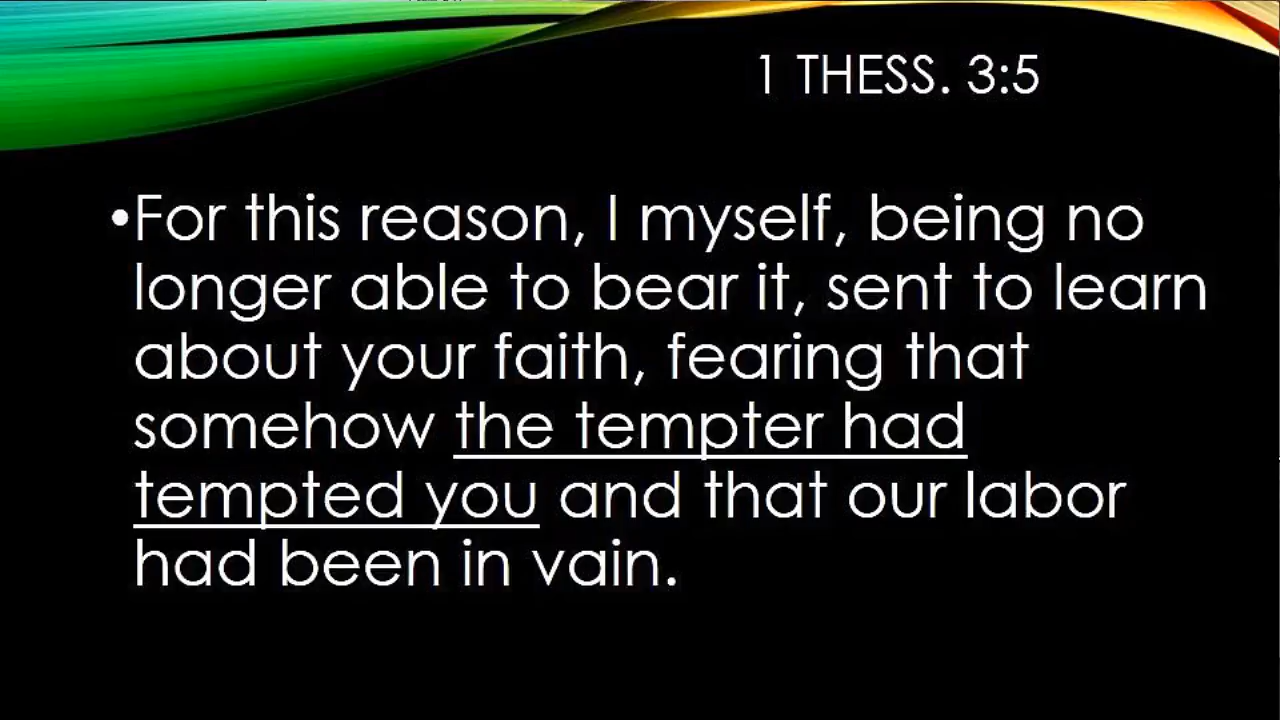 1 THESS. 3:5
•For this reason, I myself, being no
longer able to bear it, sent to learn
about your faith, fearing that
somehow the tempter had
tempted you and that our labor
had been in vain.